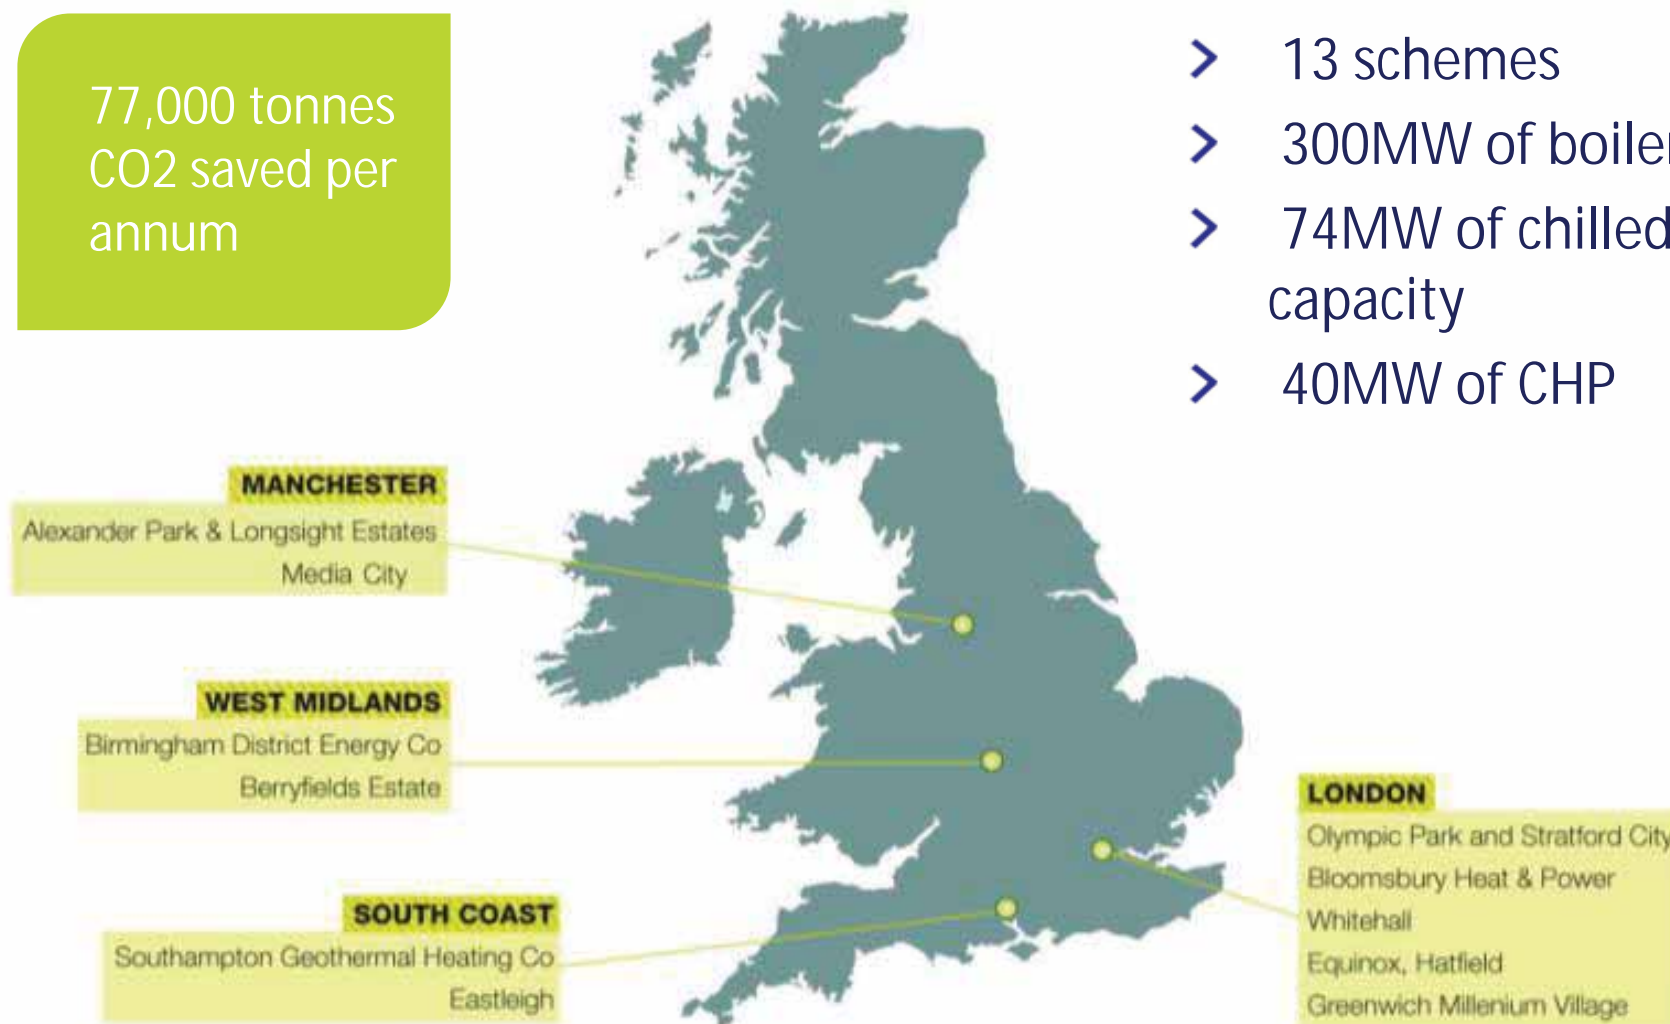 77,000 tonnes
CO2 saved per
annum
> 13 schemes
> 300MW of boiler
> 74MW of chilled
capacity
> 40MW of CHP
MANCHESTER
Alexander Park & Longsight Estates
Media City
WEST MIDLANDS
Birmingham District Energy Co
Berryfields Estate
SOUTH COAST
Southampton Geothermal Heating Co
Eastleigh
LONDON
Olympic Park and Stratford City
Bloomsbury Heat & Power
Whitehall
Equinox, Hatfield
Greenwich Millenium Village